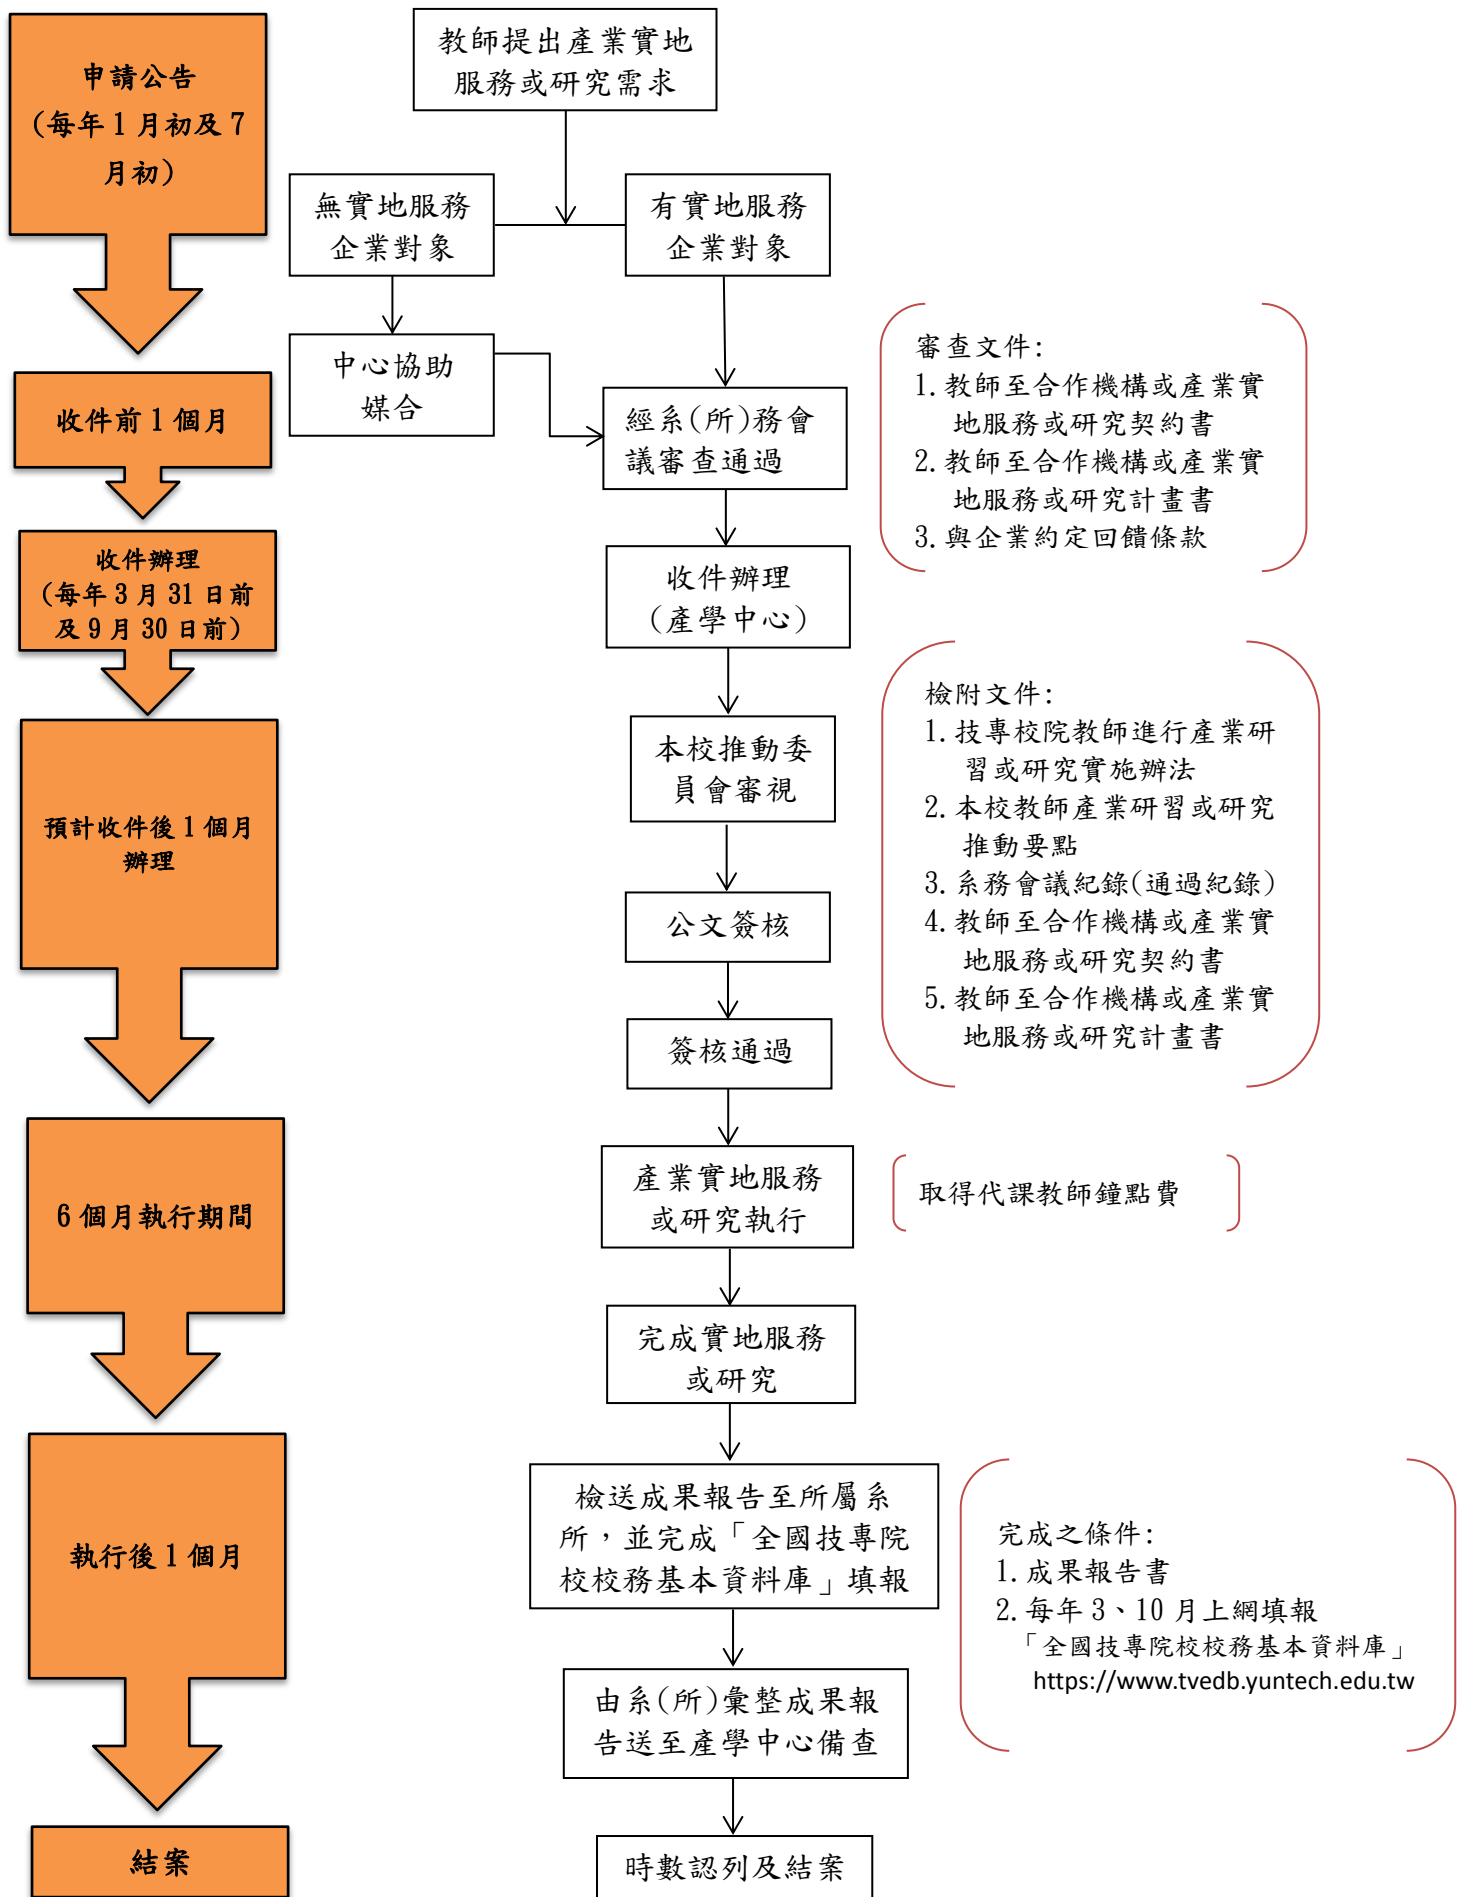 申請公告
(每年 1 月初及 7
月初)
收件前 1 個月
收件辦理
(每年 3 月 31 日前
及 9 月 30 日前)
預計收件後 1 個月
辦理
6 個月執行期間
執行後 1 個月
結案
教師提出產業實地
服務或研究需求
無實地服務
企業對象
有實地服務
企業對象
中心協助
媒合
經系(所)務會
議審查通過
收件辦理
(產學中心)
本校推動委
員會審視
公文簽核
簽核通過
產業實地服務
或研究執行
完成實地服務
或研究
檢送成果報告至所屬系
所，並完成「全國技專院
校校務基本資料庫」填報
由系(所)彙整成果報
告送至產學中心備查
時數認列及結案
審查文件:
1. 教師至合作機構或產業實
地服務或研究契約書
2. 教師至合作機構或產業實
地服務或研究計畫書
3. 與企業約定回饋條款
檢附文件:
1. 技專校院教師進行產業研
習或研究實施辦法
2. 本校教師產業研習或研究
推動要點
3. 系務會議紀錄(通過紀錄)
4. 教師至合作機構或產業實
地服務或研究契約書
5. 教師至合作機構或產業實
地服務或研究計畫書
取得代課教師鐘點費
完成之條件:
1. 成果報告書
2. 每年 3、10 月上網填報
「全國技專院校校務基本資料庫」
https://www.tvedb.yuntech.edu.tw